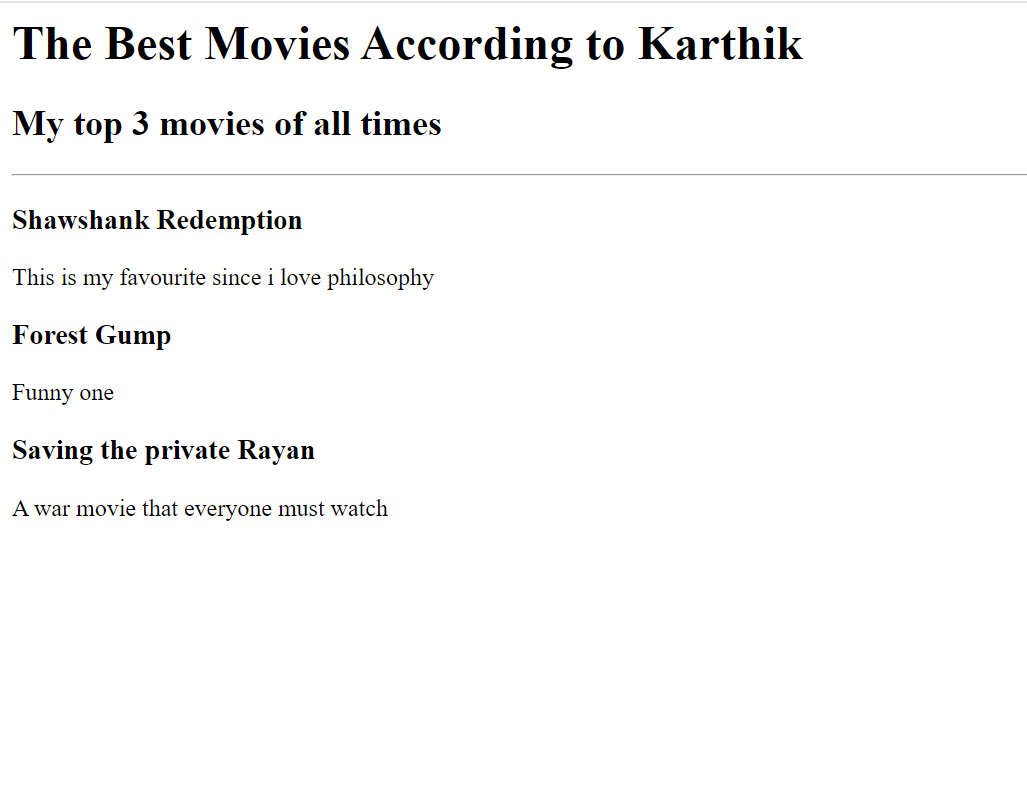 The Best Movies According to Karthik
My top 3 movies of all times
Shawshank Redemption
This is my favourite since i love philosophy
Forest Gump
Funny one
Saving the private Rayan
A war movie that everyone must watch